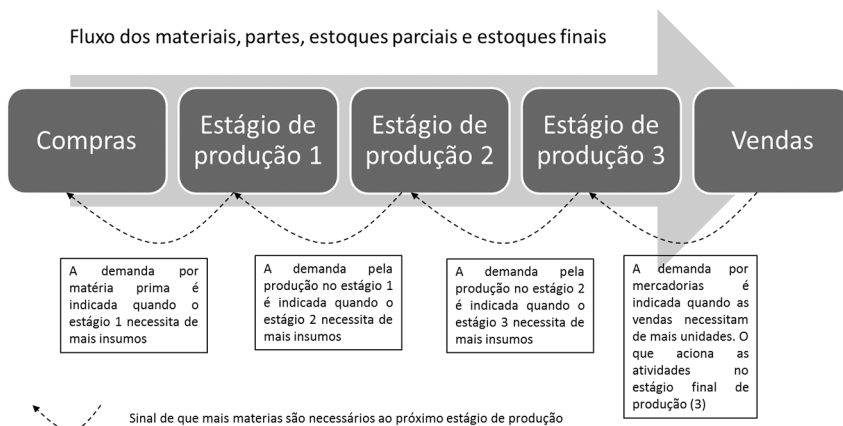 Fluxo dos materiais, partes, estoques parciais e estoques finais
Compras
Estágio de
produção 1
Estágio de
produção 2
Estágio de
produção 3
Vendas
A demanda por
matéria prima é
indicada quando o
estágio 1 necessita de
mais insumos
A demanda pela
produção no estágio 1
é indicada quando o
estágio 2 necessita de
mais insumos
A demanda pela
produção no estágio 2
é indicada quando o
estágio 3 necessita de
mais insumos
A demanda por
mercadorias é
indicada quando as
vendas necessitam
de mais unidades. O
que aciona as
atividades no
estágio final de
produção (3)
Sinal de que mais materias são necessários ao próximo estágio de produção